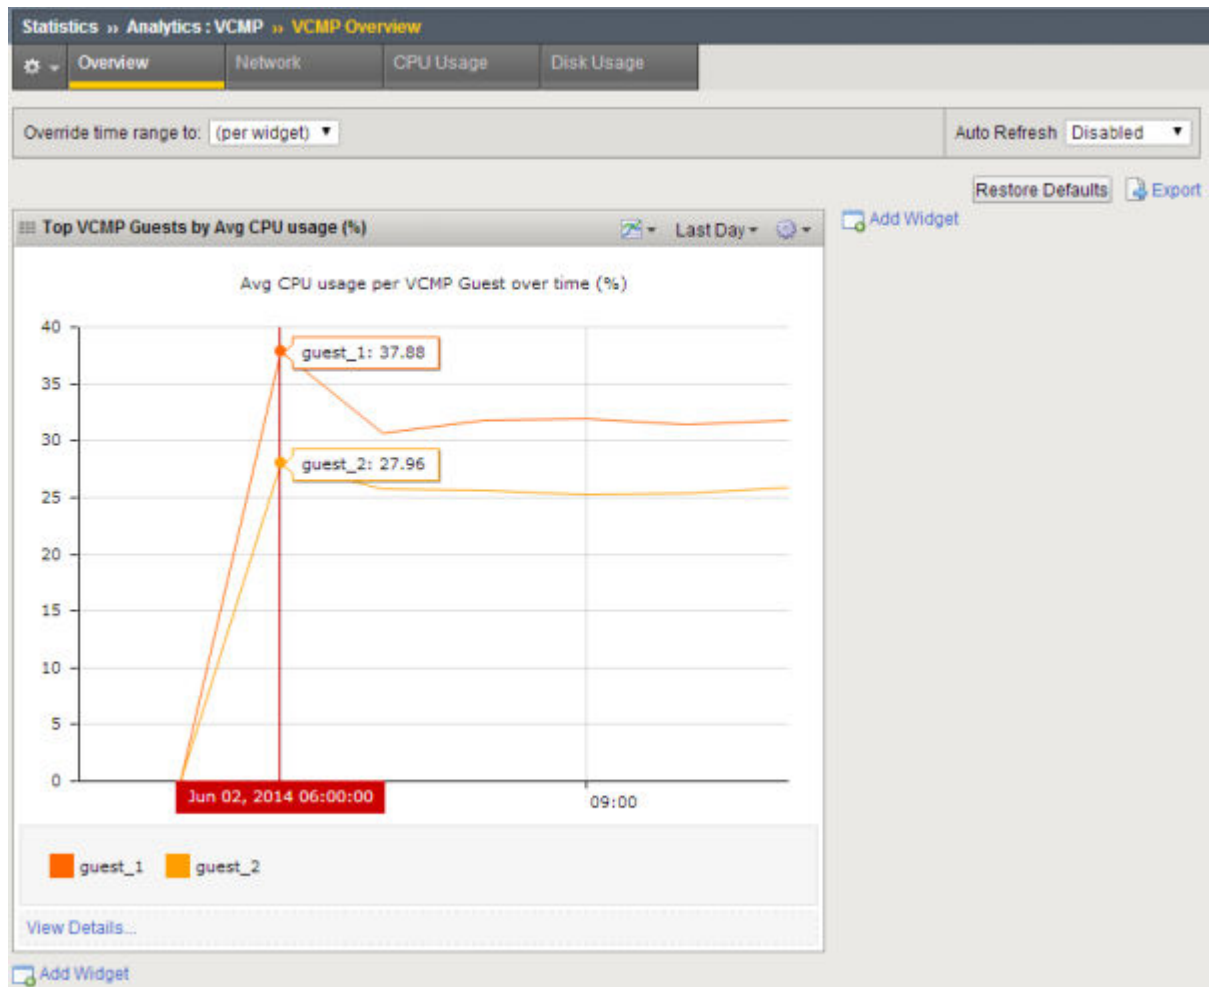 Statistics ›› Analytics : VCMP ›› VCMP Overview
Overview Network CPU Usage Disk Usage
Override time range to: (per widget) Auto Refresh Disabled
Restore Defaults Export
Top VCMP Guests by Avg CPU usage (%) Last Day Add Widget
Avg CPU usage per VCMP Guest over time (%)
40
guest_1: 37.88
35
30
guest_2: 27.96
25
20
15
10
5
0
Jun 02, 2014 06:00:00 09:00
guest_1 guest_2
View Details...
Add Widget